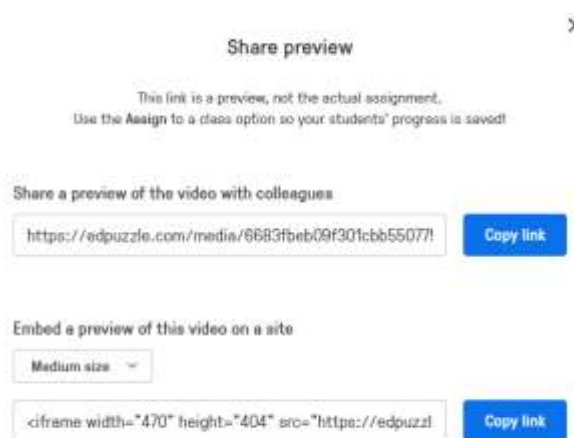 Share preview
This link is a preview, not the actual assignment.
Use the Assign to a class option so your students' progress is saved!
Share a preview of the video with colleagues
https://edpuzzle.com/media/6683fbeb09f301cbb55077!
Copy link
Embed a preview of this video on a site
Medium size
<iframe width="470" height="404" src="https://edpuzzl
Copy link